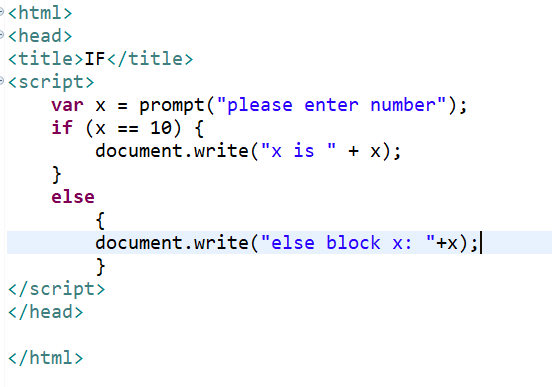 <html>
<head>
<title>IF</title>
<script>
    var x = prompt("please enter number");
    if (x == 10) {
        document.write("x is " + x);
    }
    else
        {
        document.write("else block x: "+x);
        }
</script>
</head>

</html>